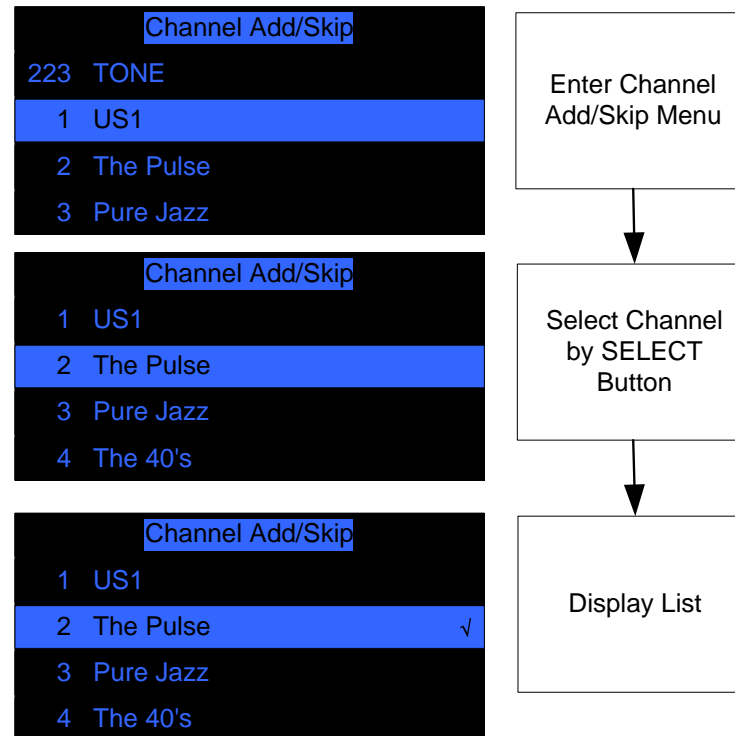 Channel Add/Skip
223 TONE
1 US1
2 The Pulse
3 Pure Jazz
Enter Channel
Add/Skip Menu
Channel Add/Skip
1 US1
2 The Pulse
3 Pure Jazz
4 The 40's
Select Channel
by SELECT
Button
Channel Add/Skip
1 US1
2 The Pulse √
3 Pure Jazz
4 The 40's
Display List